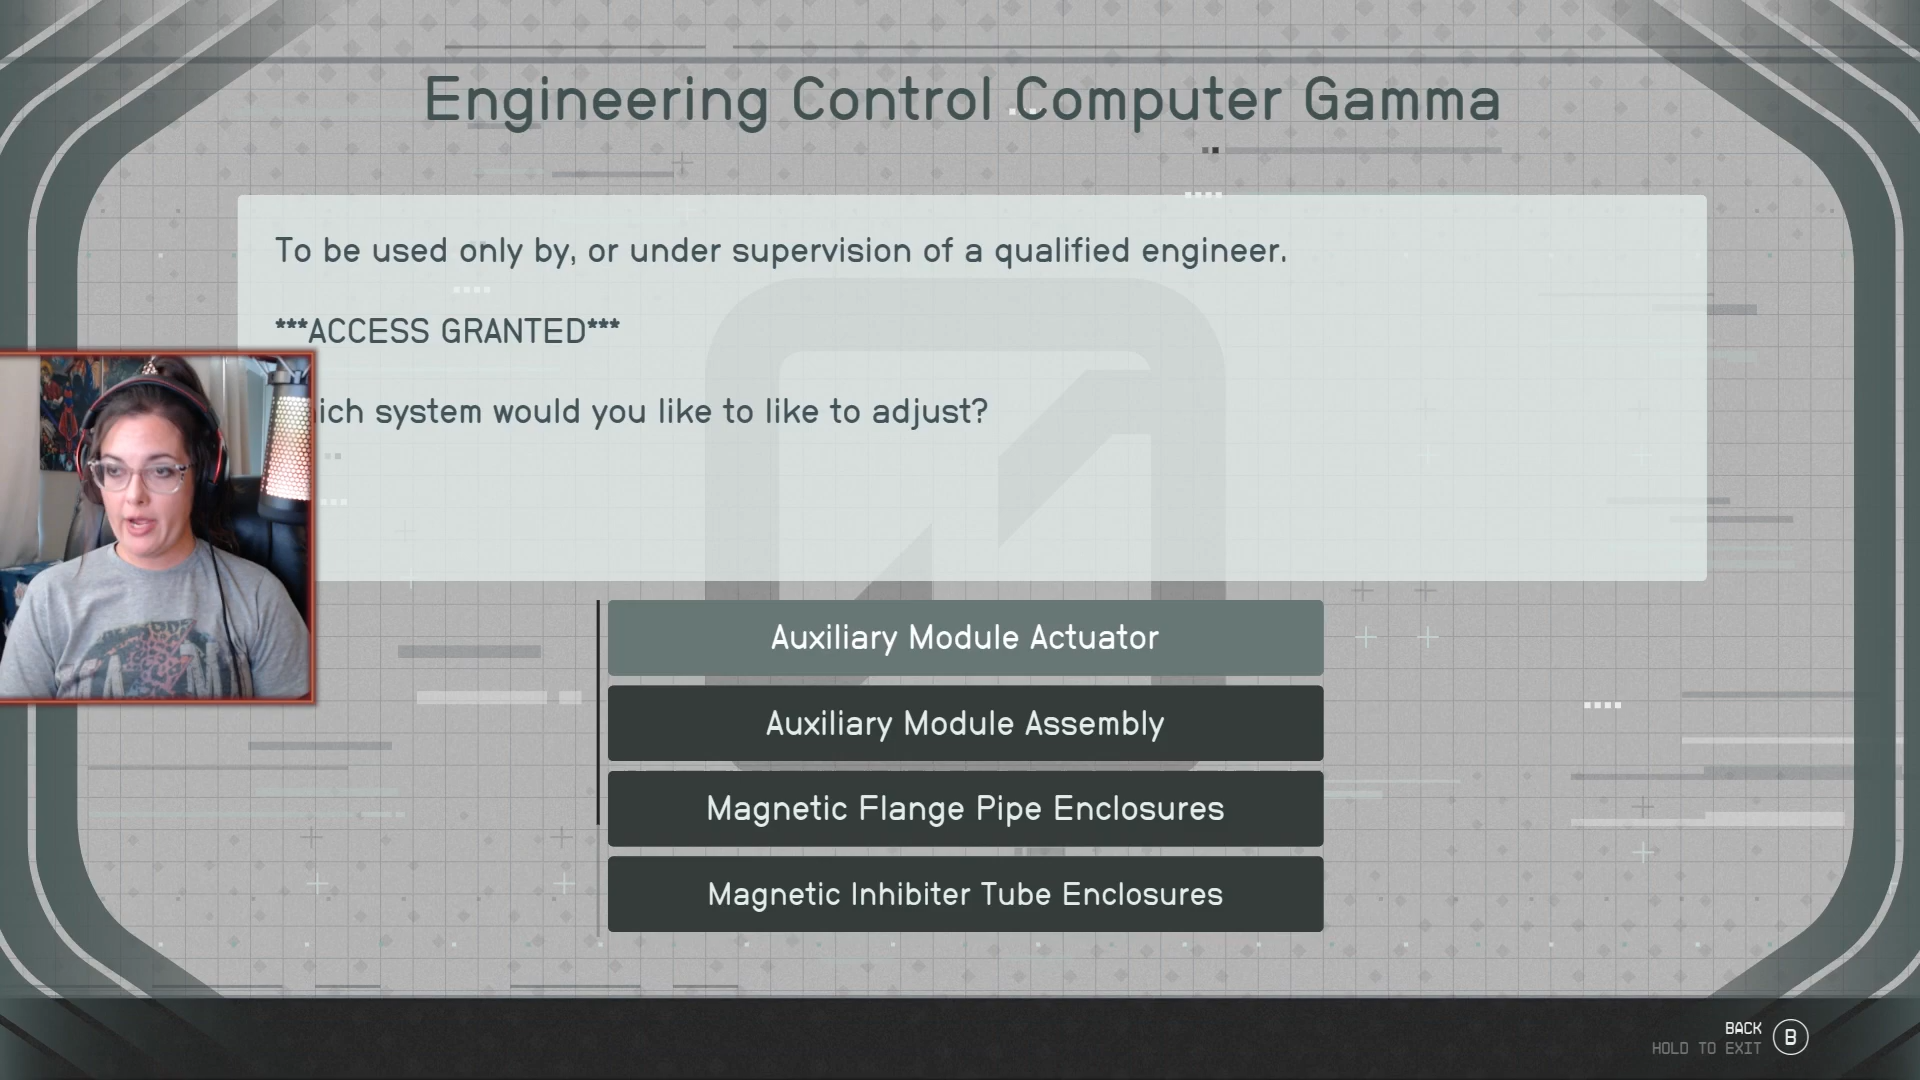 Engineering Control Computer Gamma
To be used only by, or under supervision of a qualified engineer.
***ACCESS GRANTED***
ich system would you like to like to adjust?
Auxiliary Module Actuator
Auxiliary Module Assembly
Magnetic Flange Pipe Enclosures
Magnetic Inhibiter Tube Enclosures
BACK
HOLD TO EXIT
B